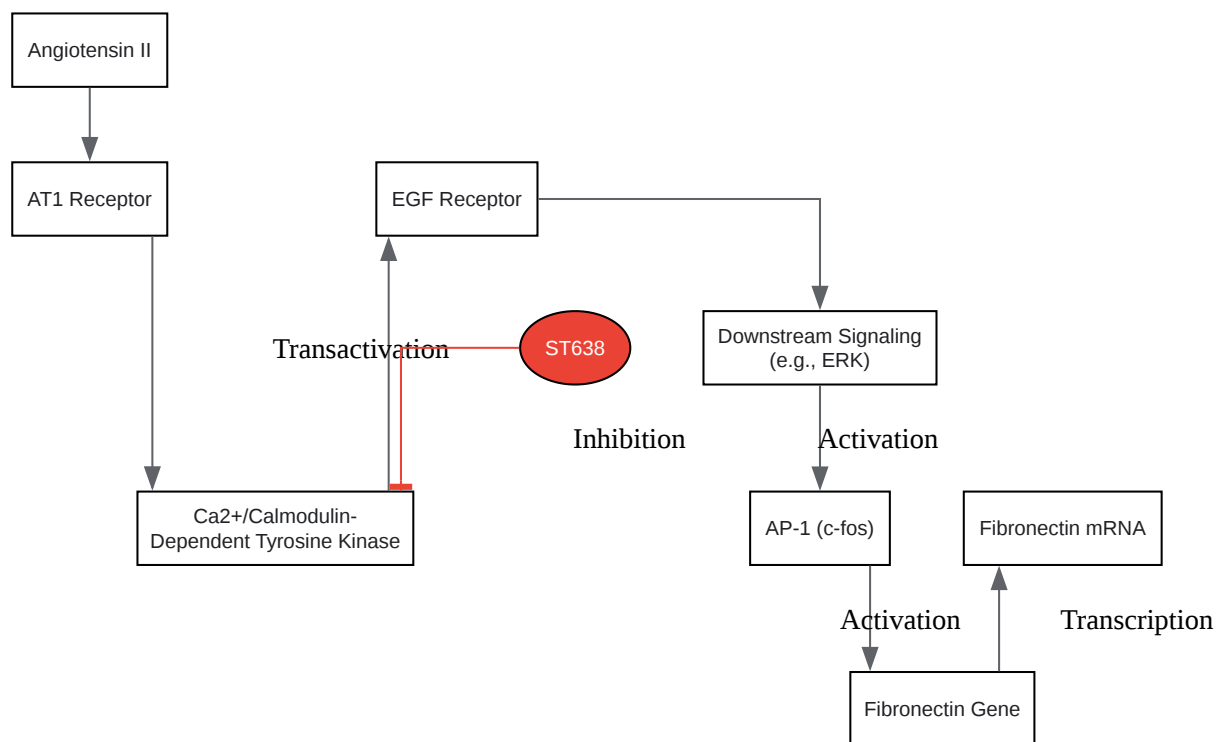 Angiotensin II
AT1 Receptor
EGF Receptor
Transactivation
ST638
Downstream Signaling
(e.g., ERK)
Inhibition
Activation
Ca2+/Calmodulin-
Dependent Tyrosine Kinase
AP-1 (c-fos)
Fibronectin mRNA
Activation
Transcription
Fibronectin Gene